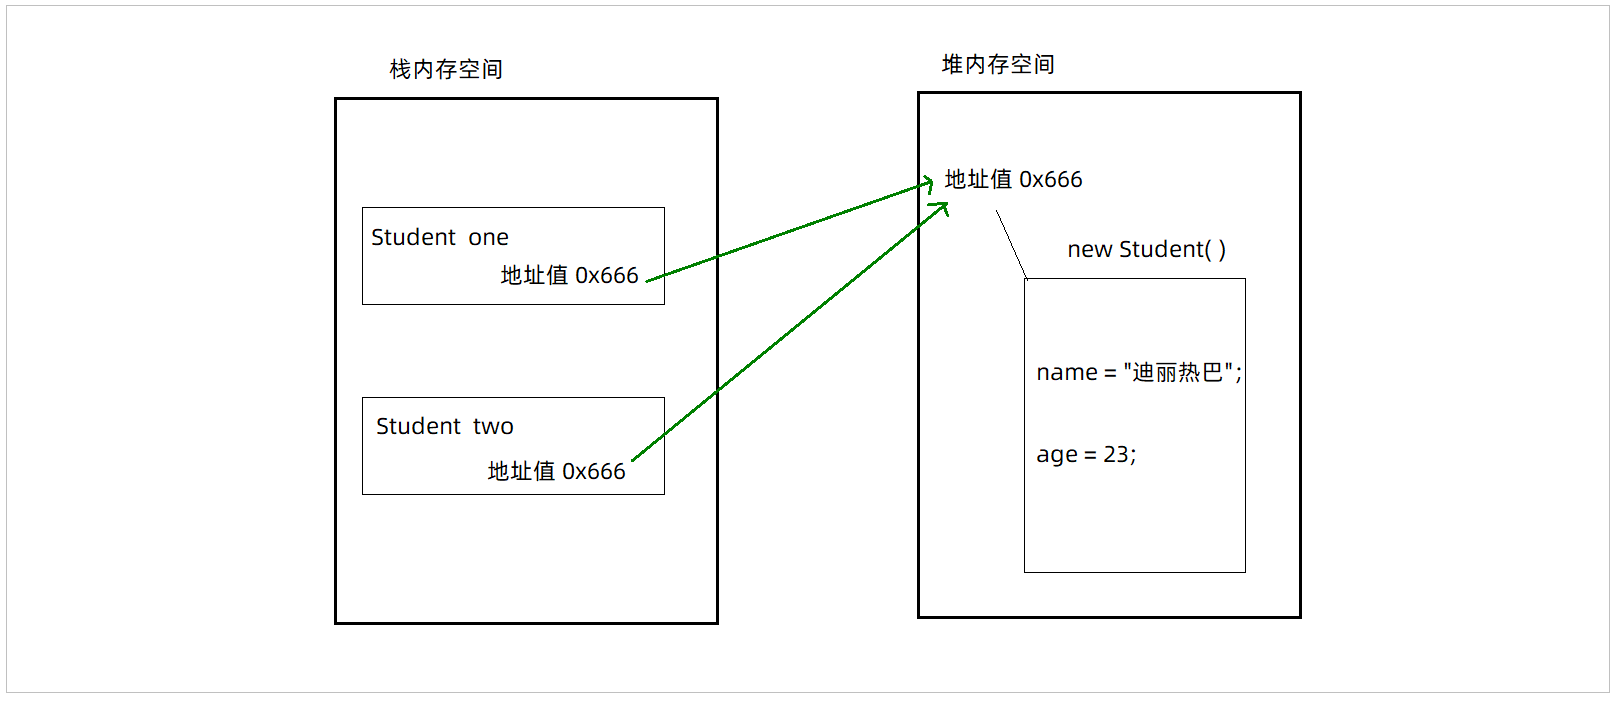 栈内存空间
Student one
地址值 0x666
Student two
地址值 0x666
堆内存空间
地址值 0x666
new Student( )
name = "迪丽热巴";
age = 23;